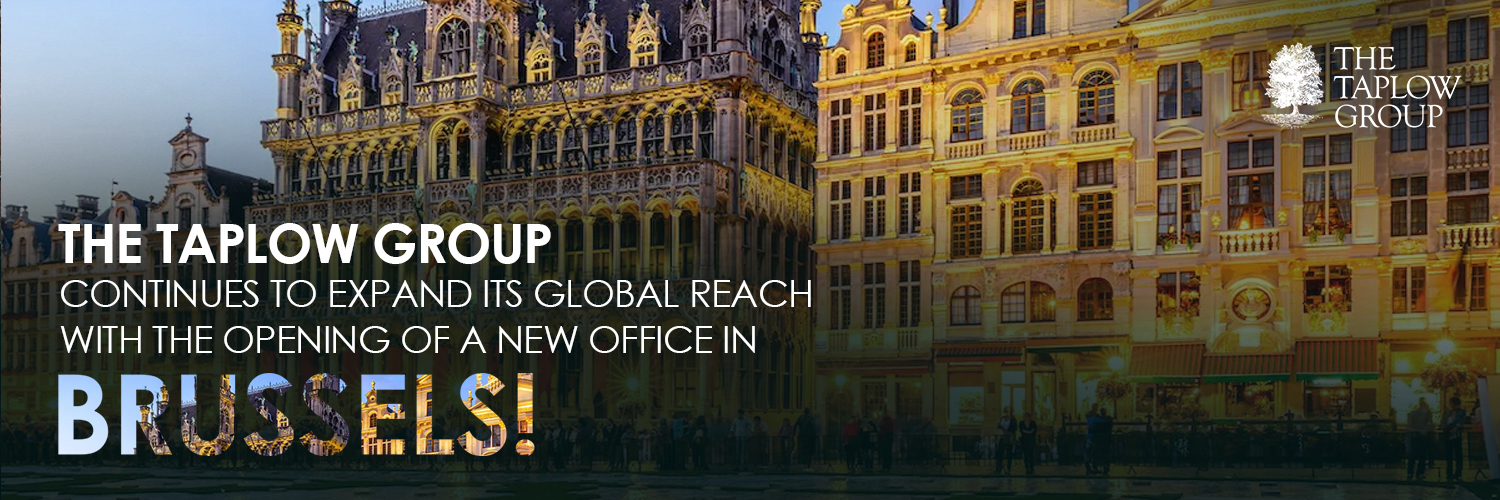 THE TAPLOW GROUP
CONTINUES TO EXPAND ITS GLOBAL REACH
WITH THE OPENING OF A NEW OFFICE IN
BRUSSELS!
THE
TAPLOW
GROUP